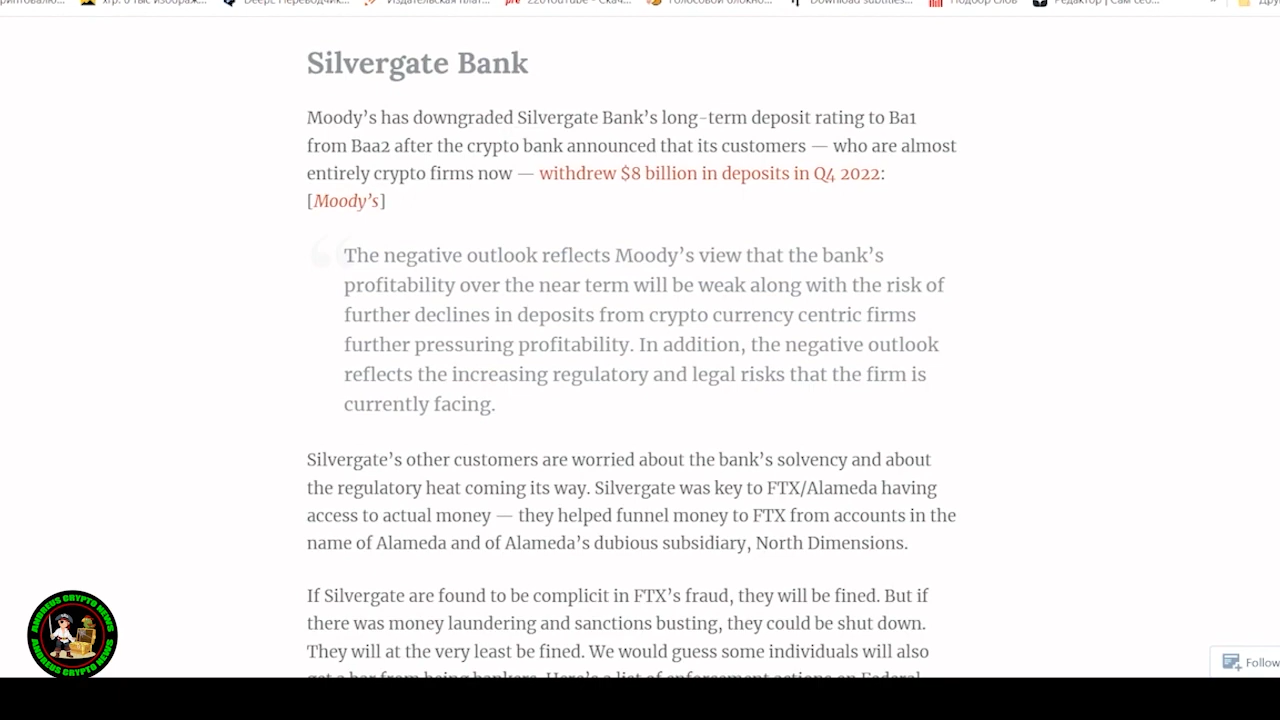 Silvergate Bank
Moody’s has downgraded Silvergate Bank’s long-term deposit rating to Ba1
from Baa2 after the crypto bank announced that its customers — who are almost
entirely crypto firms now — withdrew $8 billion in deposits in Q4 2022:
[Moody’s]
The negative outlook reflects Moody’s view that the bank’s
profitability over the near term will be weak along with the risk of
further declines in deposits from crypto currency centric firms
further pressuring profitability. In addition, the negative outlook
reflects the increasing regulatory and legal risks that the firm is
currently facing.
Silvergate’s other customers are worried about the bank’s solvency and about
the regulatory heat coming its way. Silvergate was key to FTX/Alameda having
access to actual money — they helped funnel money to FTX from accounts in the
name of Alameda and of Alameda’s dubious subsidiary, North Dimensions.
If Silvergate are found to be complicit in FTX’s fraud, they will be fined. But if
there was money laundering and sanctions busting, they could be shut down.
They will at the very least be fined. We would guess some individuals will also
ANDREUS CRYPTO NEWS
ANDREUS CRYPTO NEWS
Follow